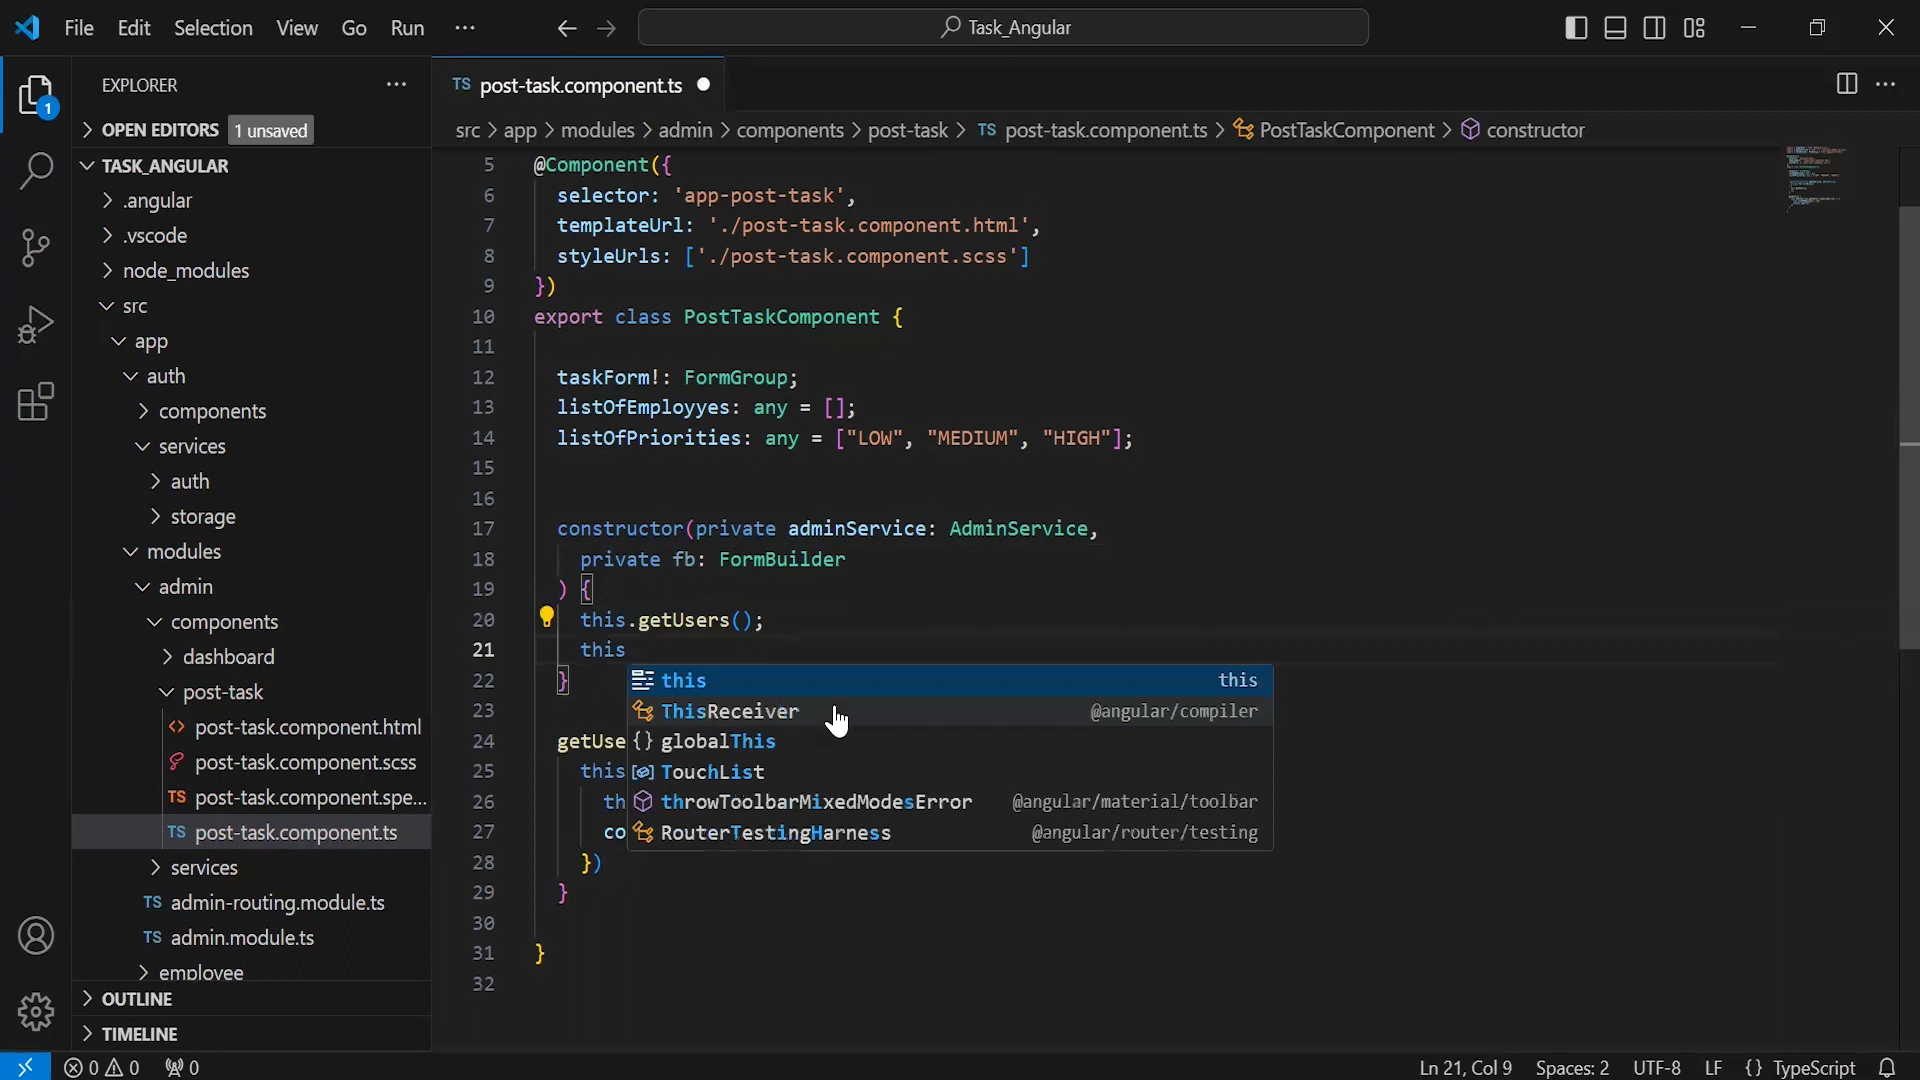 File Edit Selection View Go Run ··· Task_Angular
EXPLORER ···
OPEN EDITORS 1 unsaved
TASK_ANGULAR
.angular
.vscode
node_modules
src
app
auth
components
services
auth
storage
modules
admin
components
dashboard
post-task
<> post-task.component.html
post-task.component.scss
TS post-task.component.spe...
TS post-task.component.ts
services
TS admin-routing.module.ts
TS admin.module.ts
employee
OUTLINE
TIMELINE
1
TS post-task.component.ts ●
src > app > modules > admin > components > post-task > TS post-task.component.ts > PostTaskComponent > constructor
5 @Component({
6 selector: 'app-post-task',
7 templateUrl: './post-task.component.html',
8 styleUrls: ['./post-task.component.scss']
9 })
10 export class PostTaskComponent {
11
12 taskForm!: FormGroup;
13 listOfEmployyes: any = [];
14 listOfPriorities: any = ["LOW", "MEDIUM", "HIGH"];
15
16
17 constructor(private adminService: AdminService,
18 private fb: FormBuilder
19 ) {
20 this.getUsers();
21 this
22 }
23
24 getUse
25 this
26 th
27 co
28 })
29 }
30
31 }
32
this this
ThisReceiver @angular/compiler
{} globalThis
TouchList
throwToolbarMixedModesError @angular/material/toolbar
RouterTestingHarness @angular/router/testing
0 0 0 Ln 21, Col 9 Spaces: 2 UTF-8 LF {} TypeScript